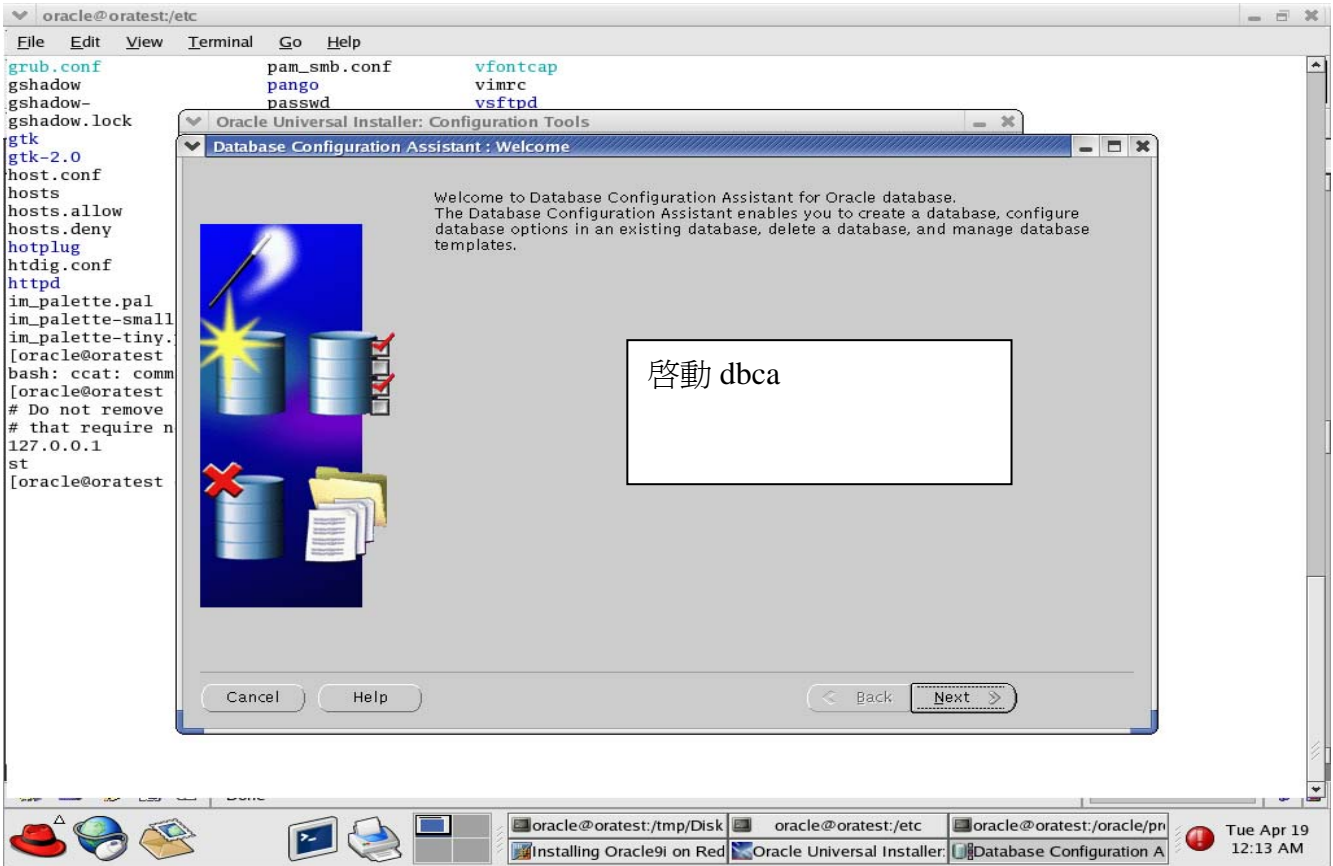 oracle@oratest:/etc
File Edit View Terminal Go Help
grub.conf pam_smb.conf vfontcap
gshadow pango vimrc
gshadow- passwd vsftpd
gshadow.lock
gtk
gtk-2.0
host.conf
hosts
hosts.allow
hosts.deny
hotplug
htdig.conf
httpd
im_palette.pal
im_palette-small
im_palette-tiny.
[oracle@oratest
bash: ccat: comm
[oracle@oratest
# Do not remove
# that require n
127.0.0.1
st
[oracle@oratest
Oracle Universal Installer: Configuration Tools
Database Configuration Assistant : Welcome
Welcome to Database Configuration Assistant for Oracle database.
The Database Configuration Assistant enables you to create a database, configure
database options in an existing database, delete a database, and manage database
templates.
啓動 dbca
Cancel Help Back Next
oracle@oratest:/tmp/Disk oracle@oratest:/etc oracle@oratest:/oracle/pr
Installing Oracle9i on Red Oracle Universal Installer: Database Configuration A
Tue Apr 19
12:13 AM